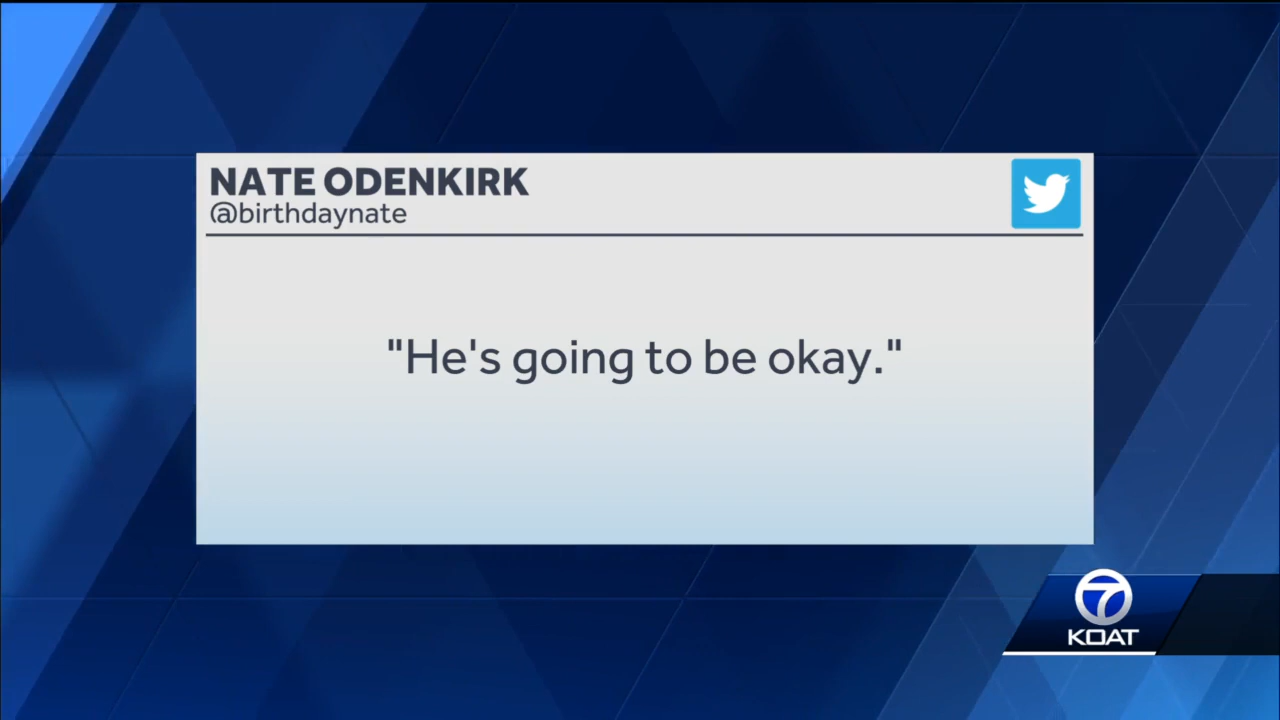 NATE ODENKIRK
@birthdaynate
"He's going to be okay."
7
KOAT